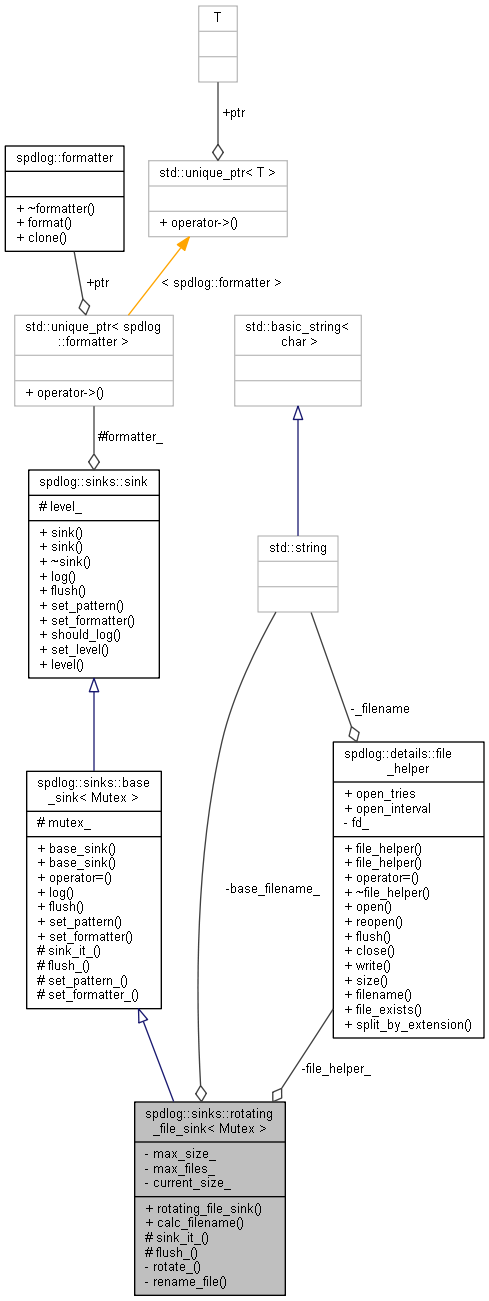 T
+ptr
spdlog::formatter
+ ~formatter()
+ format()
+ clone()
std::unique_ptr< T >
+ operator->()
+ptr
< spdlog::formatter >
std::unique_ptr< spdlog
::formatter >
+ operator->()
std::basic_string<
char >
#formatter_
spdlog::sinks::sink
# level_
+ sink()
+ sink()
+ ~sink()
+ log()
+ flush()
+ set_pattern()
+ set_formatter()
+ should_log()
+ set_level()
+ level()
std::string
-_filename
spdlog::sinks::base
_sink< Mutex >
# mutex_
+ base_sink()
+ base_sink()
+ operator=()
+ log()
+ flush()
+ set_pattern()
+ set_formatter()
# sink_it_()
# flush_()
# set_pattern_()
# set_formatter_()
-base_filename_
spdlog::details::file
_helper
+ open_tries
+ open_interval
- fd_
+ file_helper()
+ file_helper()
+ operator=()
+ ~file_helper()
+ open()
+ reopen()
+ flush()
+ close()
+ write()
+ size()
+ filename()
+ file_exists()
+ split_by_extension()
-file_helper_
spdlog::sinks::rotating
_file_sink< Mutex >
- max_size_
- max_files_
- current_size_
+ rotating_file_sink()
+ calc_filename()
# sink_it_()
# flush_()
- rotate_()
- rename_file()